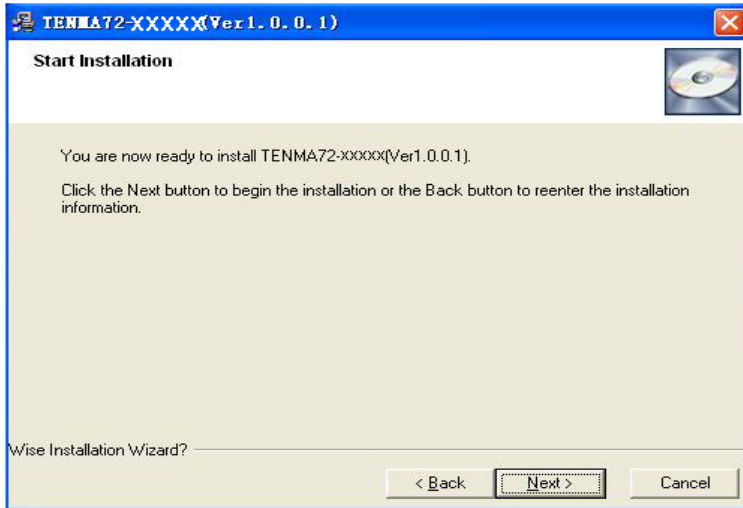 TENMA72-XXXXX(Ver1.0.0.1)
Start Installation
You are now ready to install TENMA72-XXXXX(Ver1.0.0.1).
Click the Next button to begin the installation or the Back button to reenter the installation
information.
Wise Installation Wizard?
< Back Next > Cancel